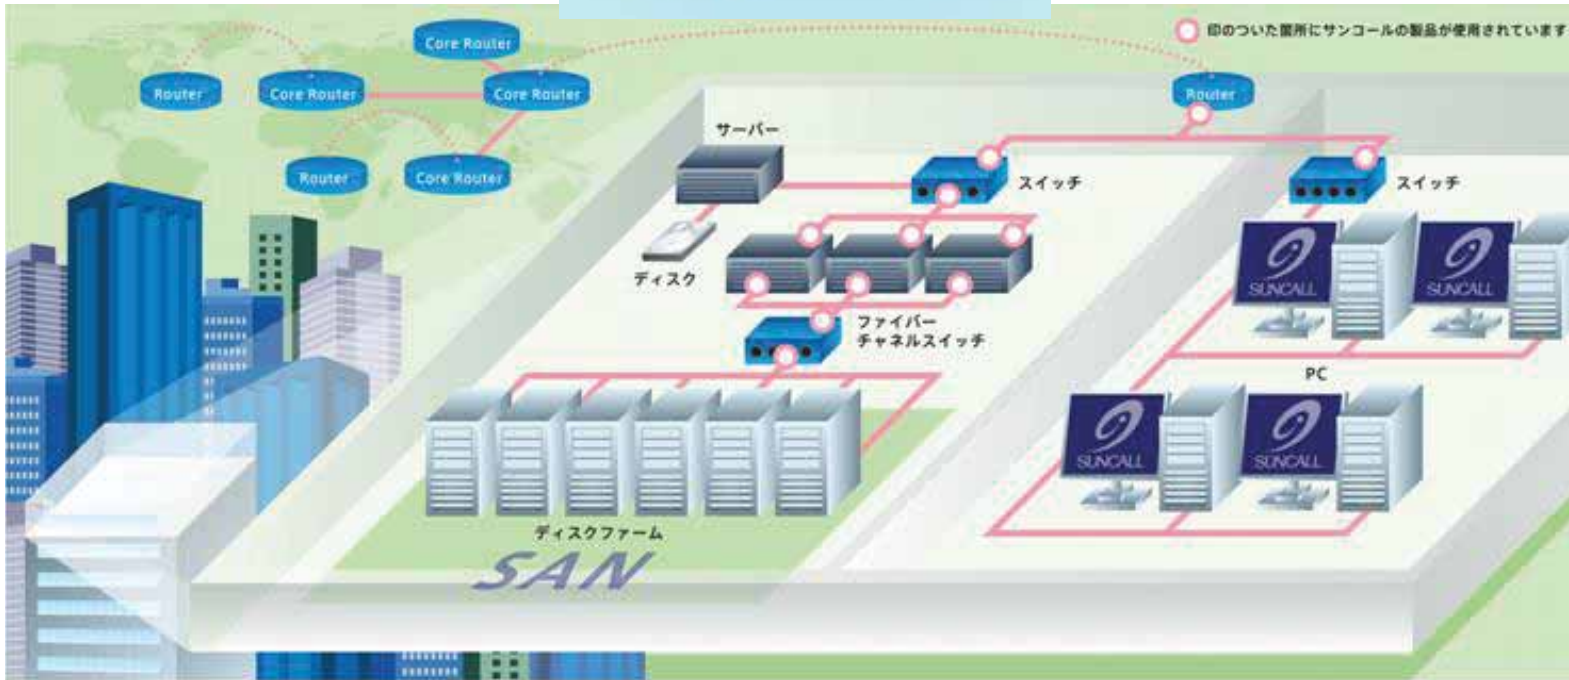 印のついた箇所にサンコールの製品が使用されています
Core Router
Router
Core Router
Core Router
Router
Router
Core Router
サーバー
スイッチ
スイッチ
ディスク
SUNCALL
SUNCALL
ファイバー
チャネルスイッチ
PC
SUNCALL
SUNCALL
ディスクファーム
SAN